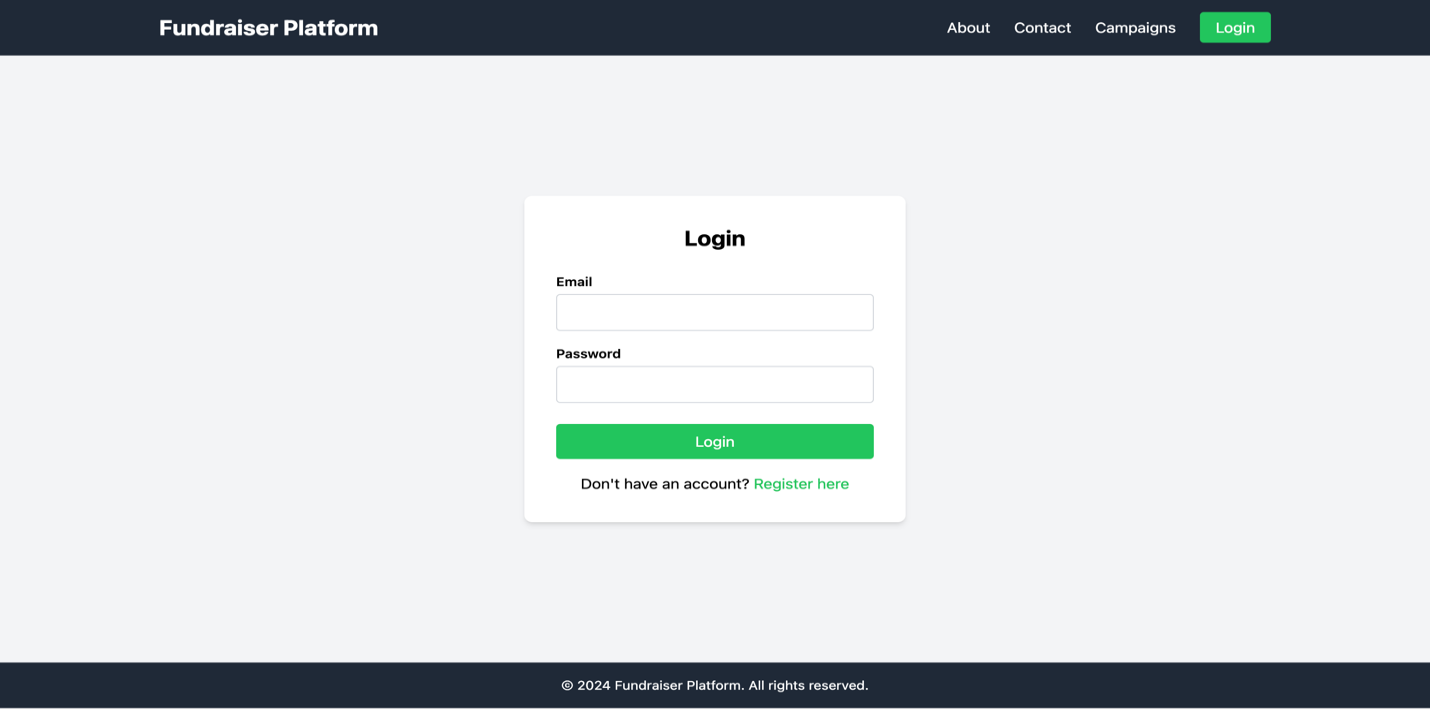 Fundraiser Platform
About Contact Campaigns Login
Login
Email
Password
Login
Don't have an account? Register here
© 2024 Fundraiser Platform. All rights reserved.